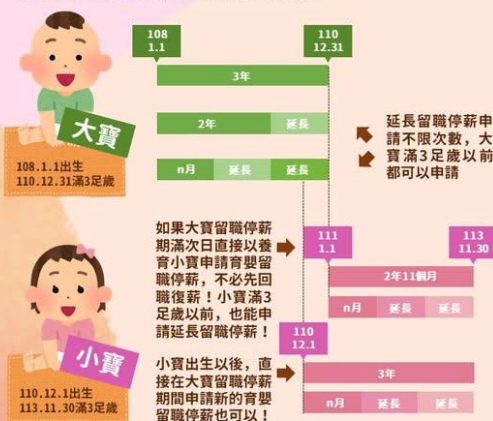 108
1.1
110
12.31
3年
2年
延長
n月
延長
延長
大寶
108.1.1出生
110.12.31滿3足歲
延長留職停薪申
請不限次數，大
寶滿3足歲以前
都可以申請
如果大寶留職停薪
期滿次日直接以養
育小寶申請育嬰留
職停薪，不必先回
職復薪！小寶滿3
足歲以前，也能申
請延長留職停薪！
111
1.1
113
11.30
2年11個月
n月
延長
延長
小寶
110.12.1出生
113.11.30滿3足歲
小寶出生以後，直
接在大寶留職停薪
期間申請新的育嬰
留職停薪也可以！
110
12.1
3年
n月
延長
延長